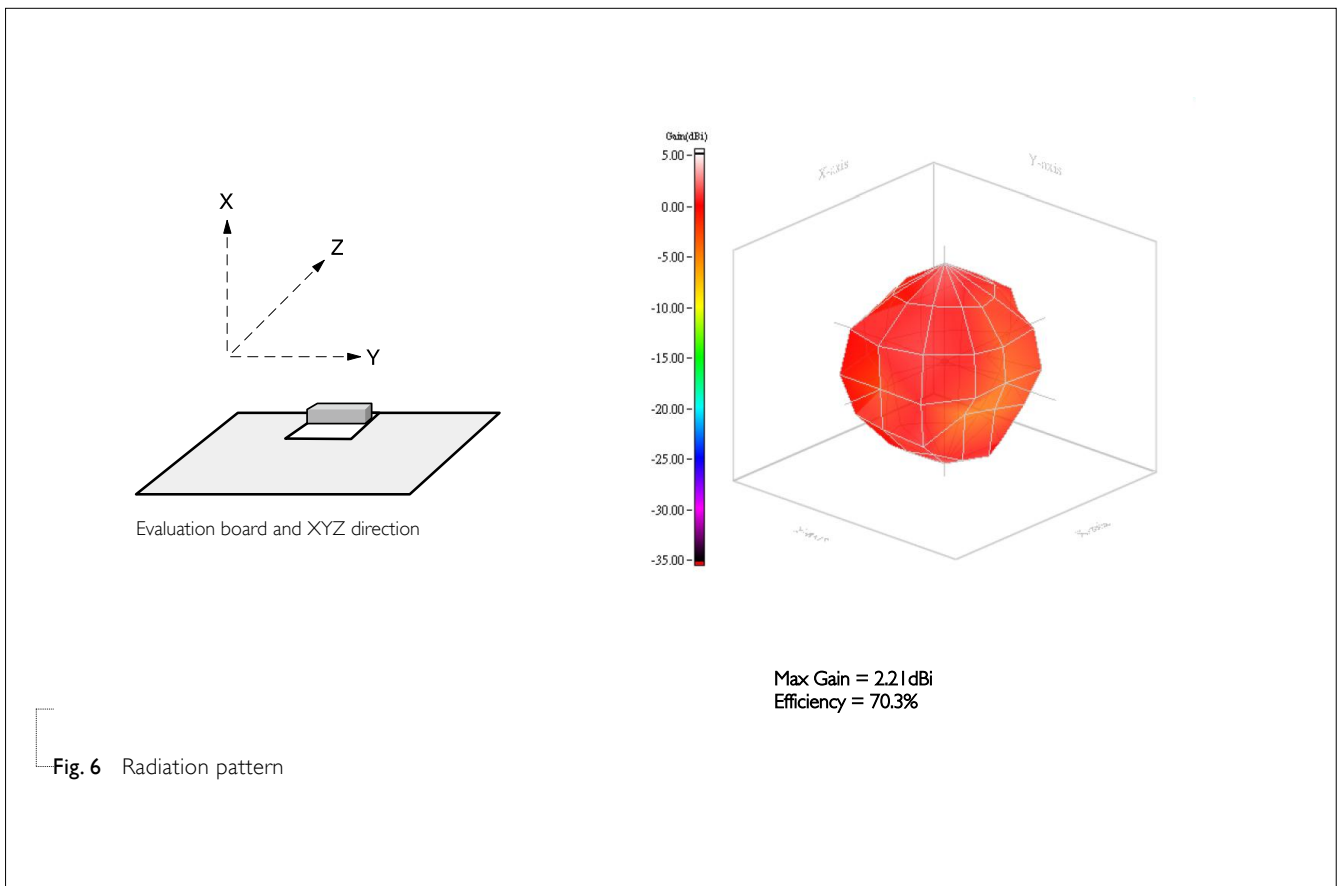 X
Z
Y
Evaluation board and XYZ direction
Gain(dBi)
5.00
0.00
-5.00
-10.00
-15.00
-20.00
-25.00
-30.00
-35.00
X-axis
Y-axis
Max Gain = 2.21dBi
Efficiency = 70.3%
Fig. 6 Radiation pattern